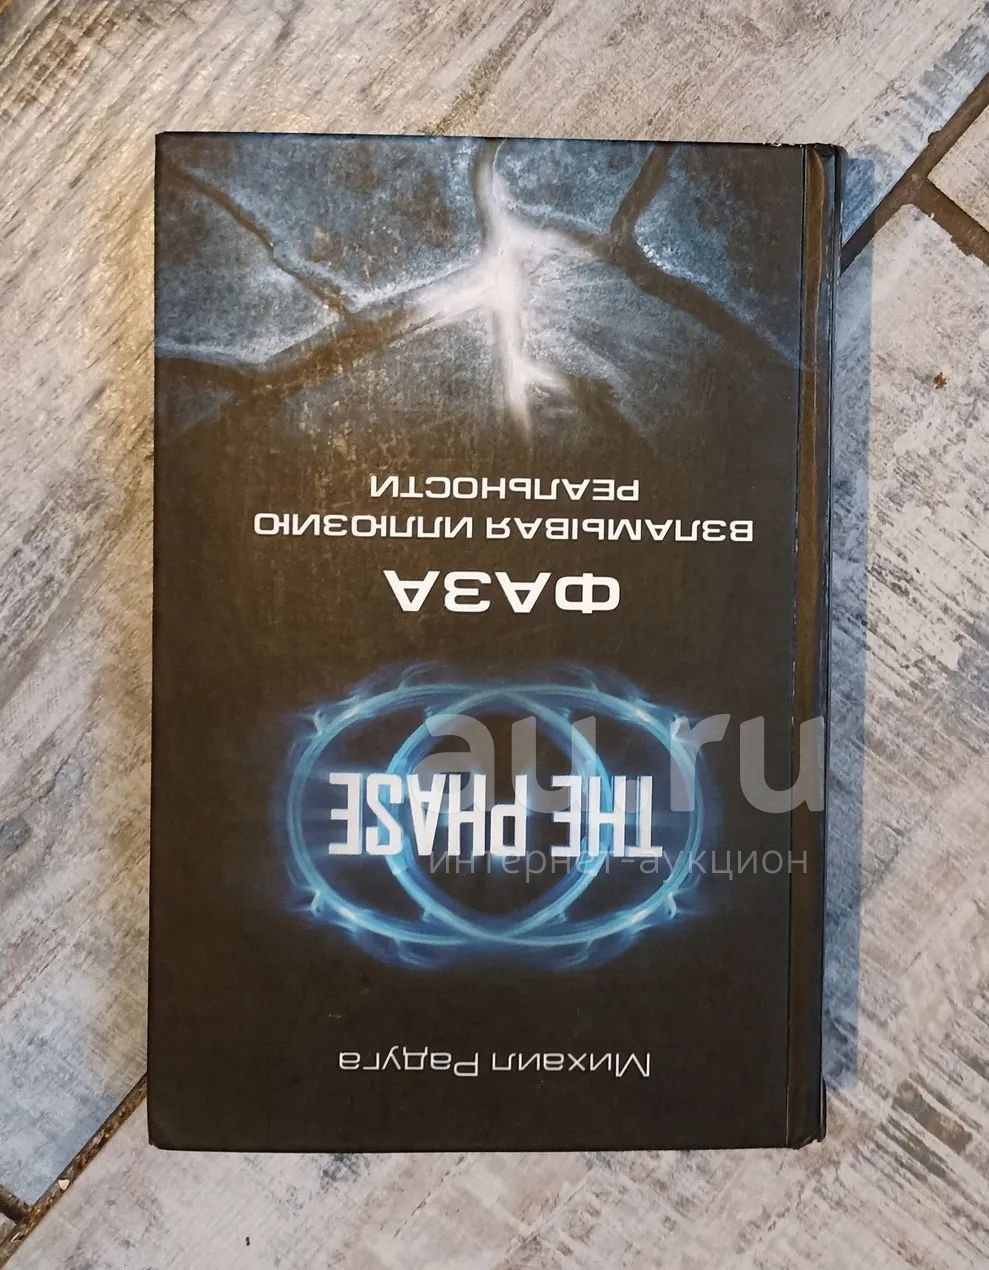 Михаил Радуга
THE PHASE
ФАЗА
ВЗЛАМЫВАЯ ИЛЛЮЗИЮ
РЕАЛЬНОСТИ
au.ru
интернет-аукцион